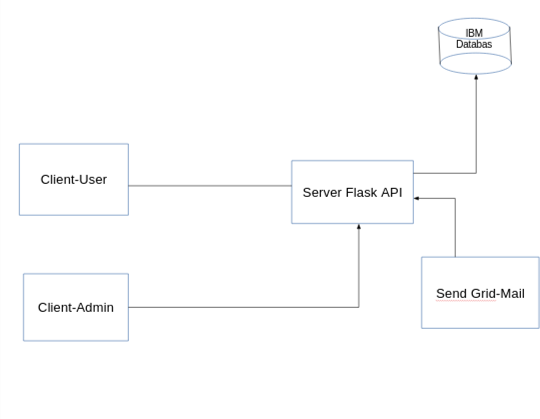 IBM
Databas
Client-User
Server Flask API
Send Grid-Mail
Client-Admin